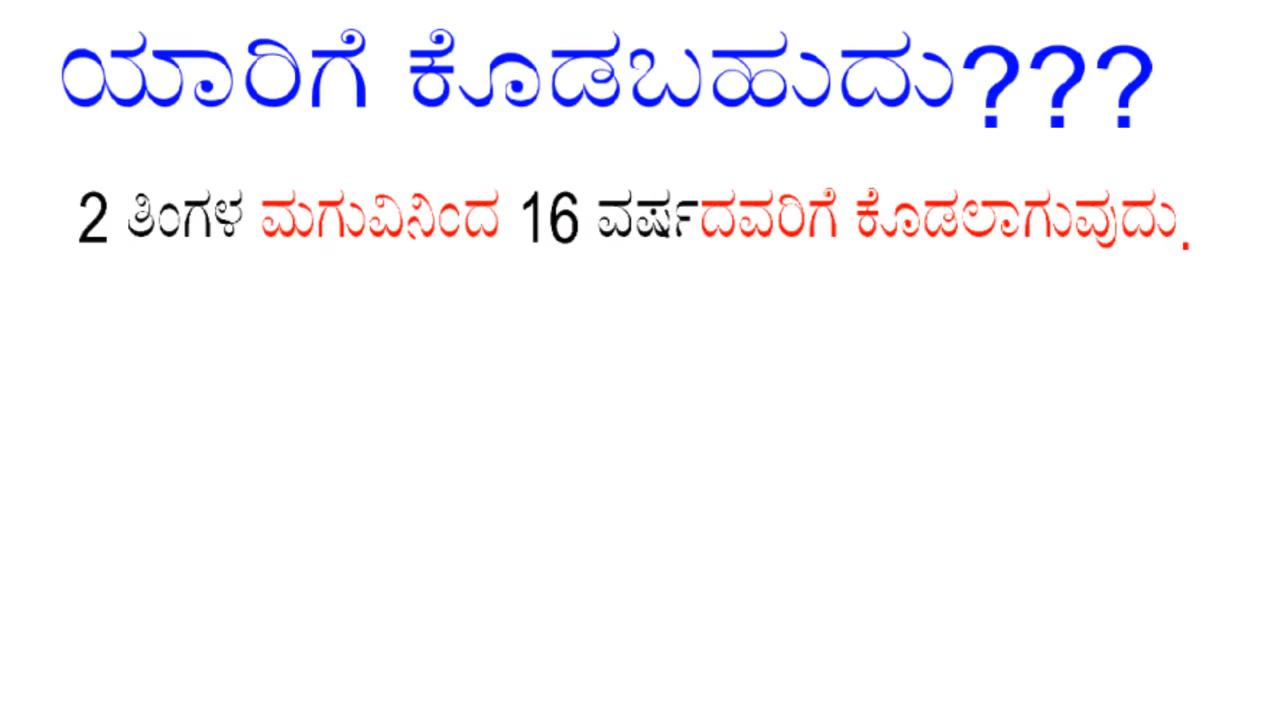 ಯಾರಿಗೆ ಕೊಡಬಹುದು???
2 ತಿಂಗಳ ಮಗುವಿನಿಂದ 16 ವರ್ಷದವರಿಗೆ ಕೊಡಲಾಗುವುದು.